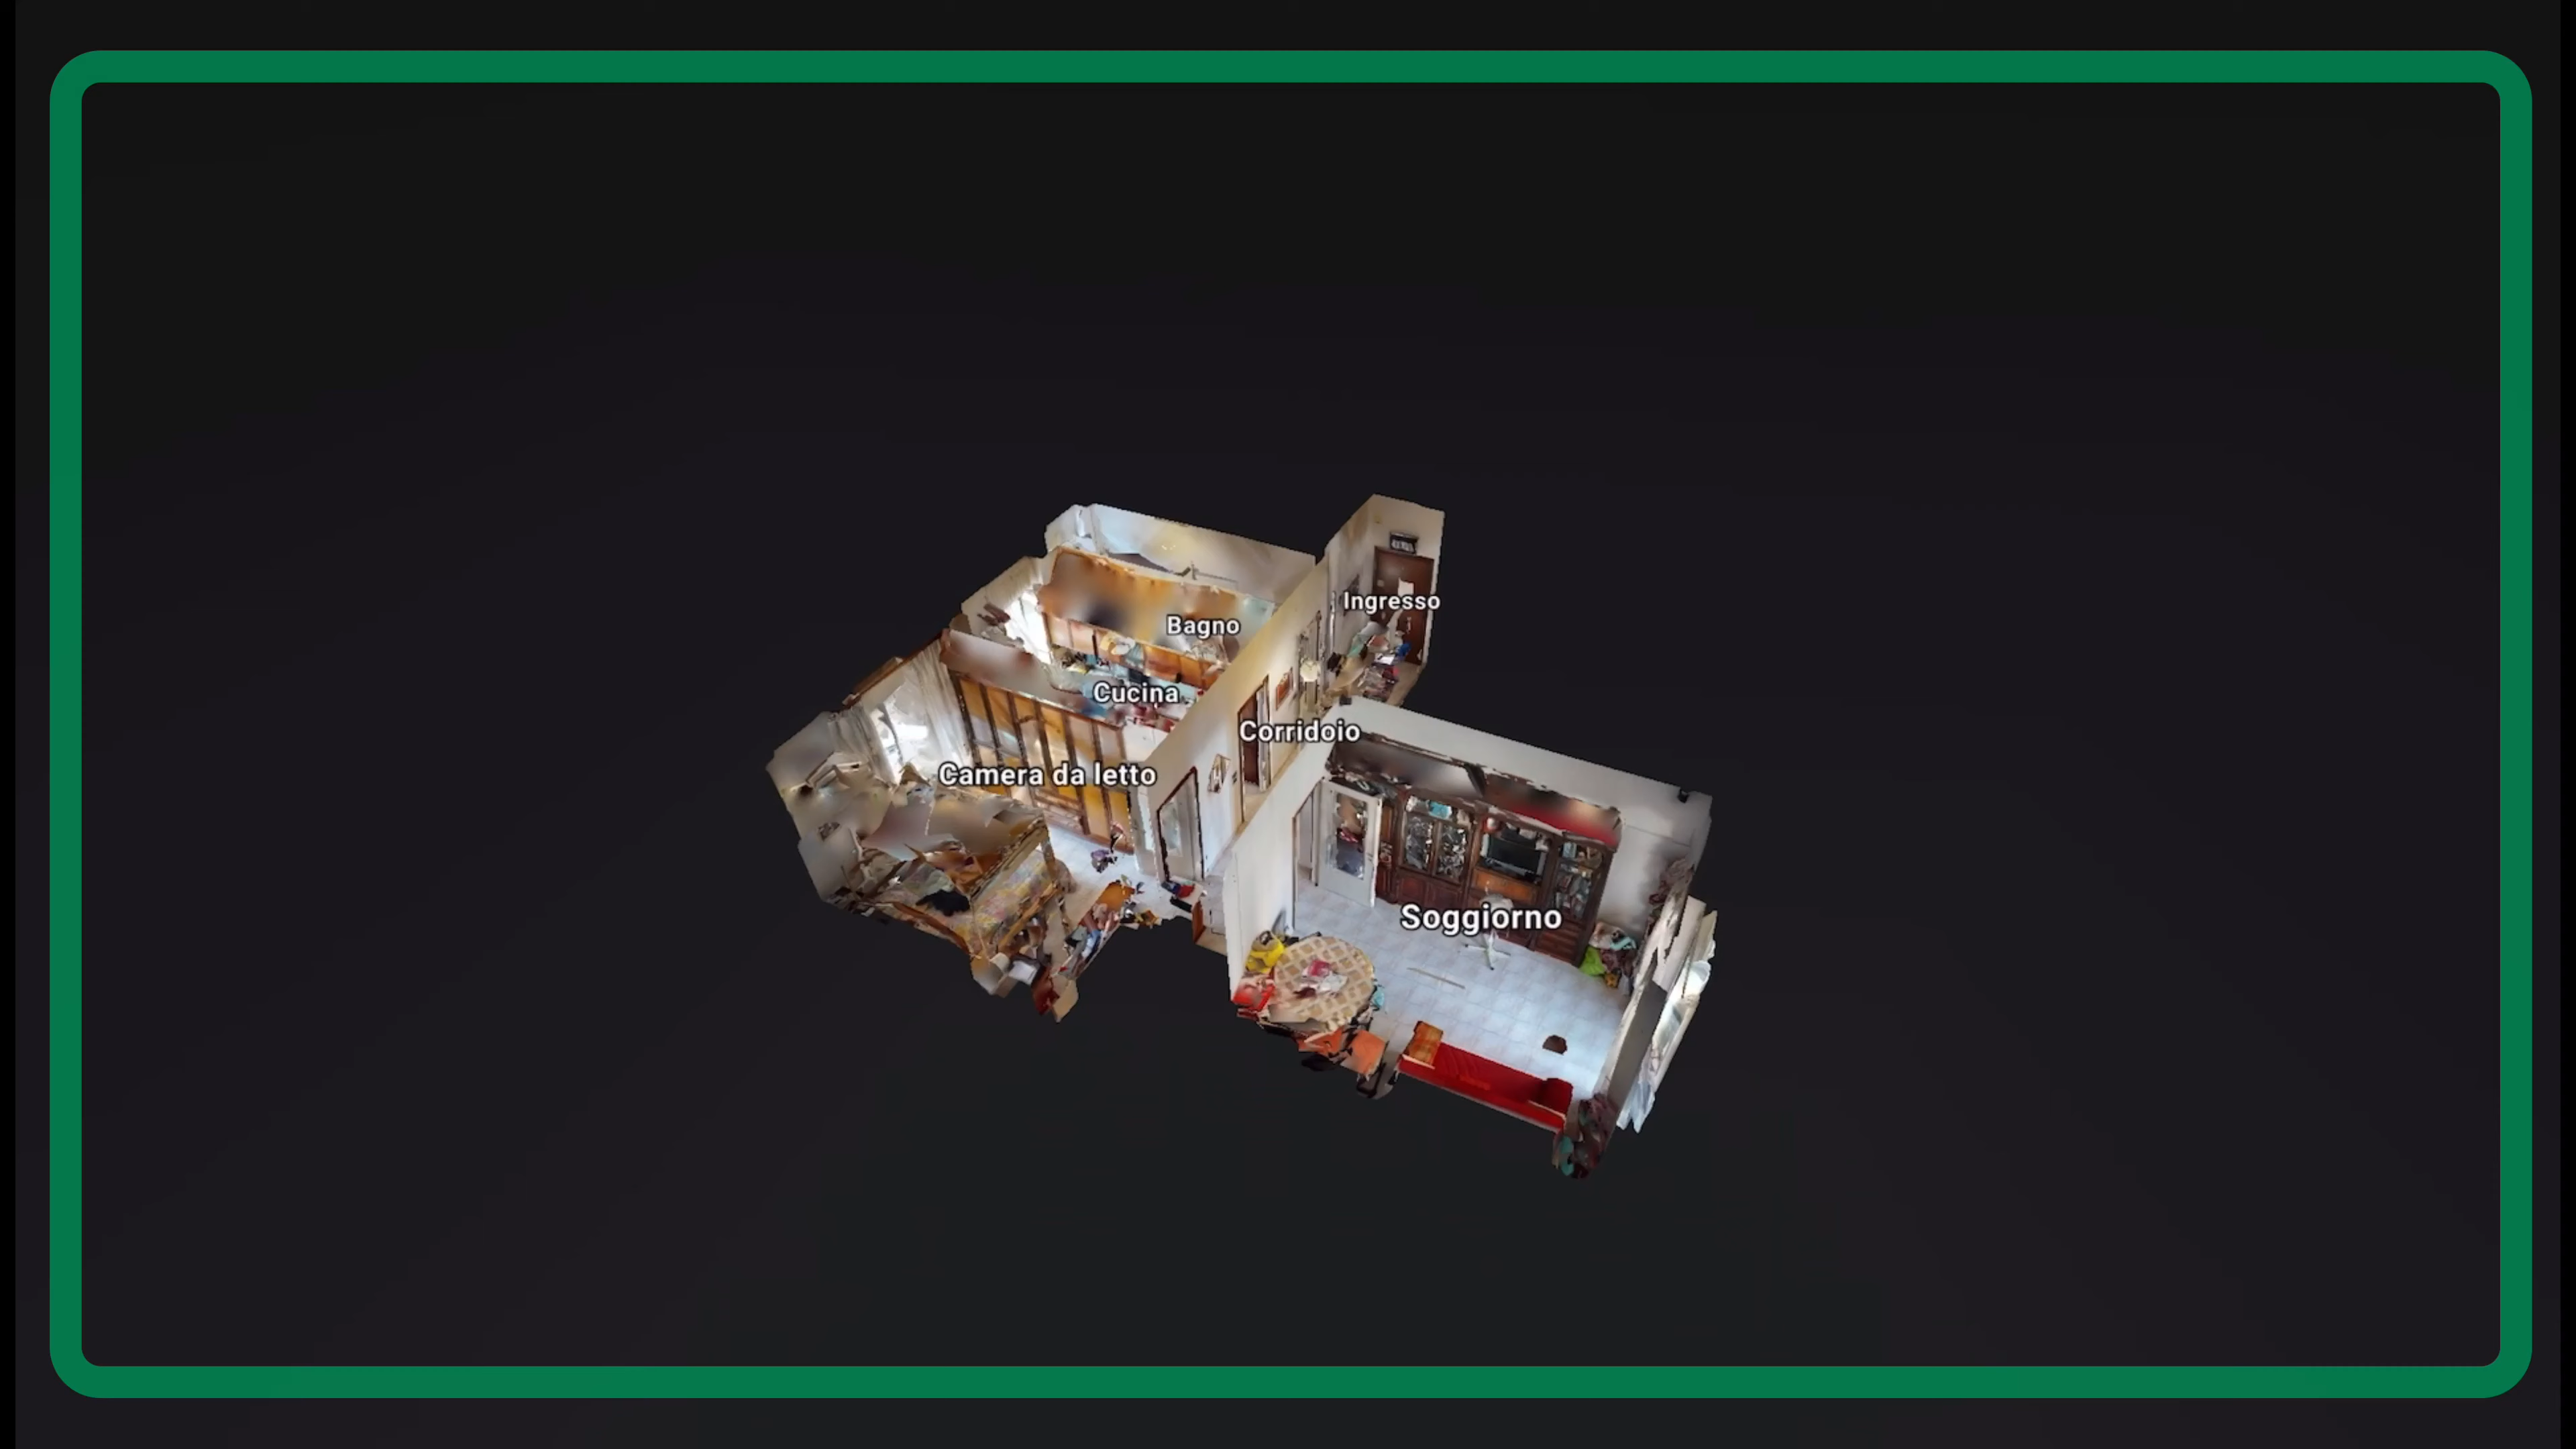 Ingresso
Bagno
Cucina
Corridoio
Camera da letto
Soggiorno